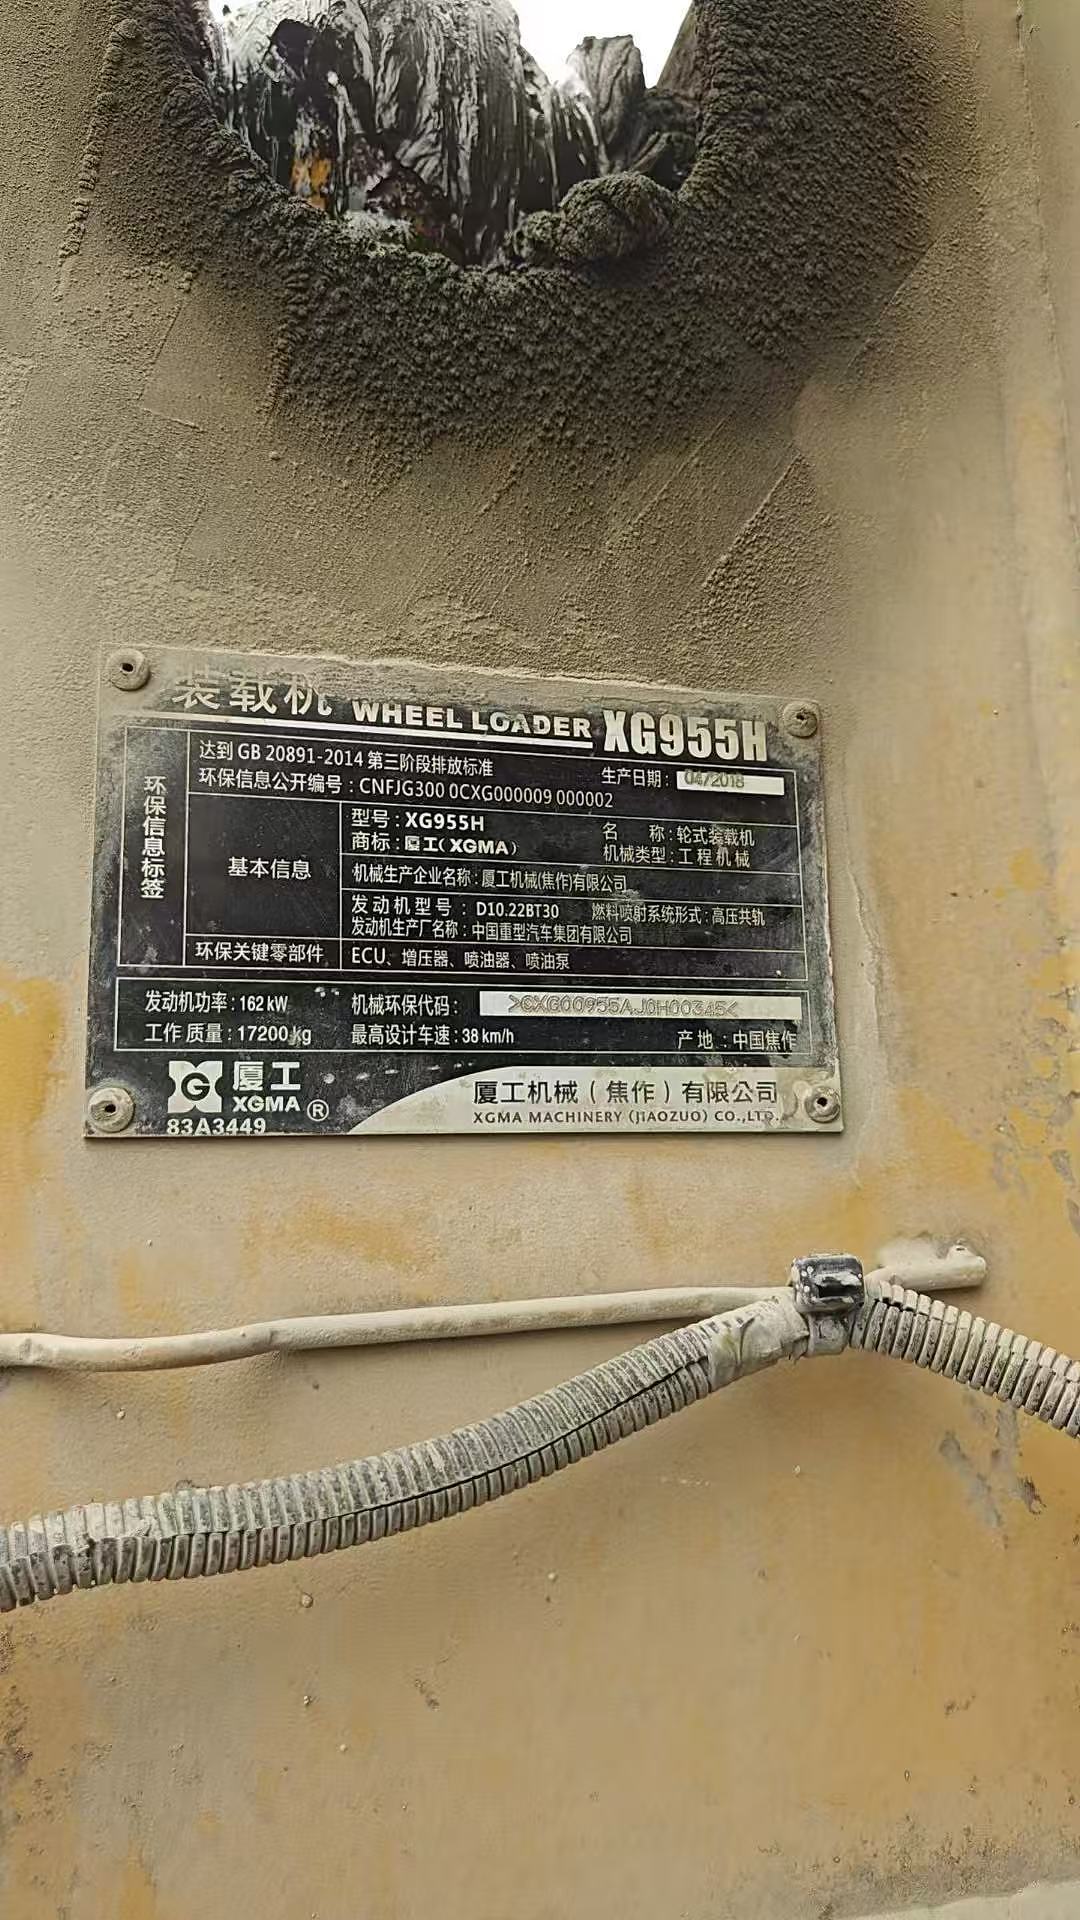 装载机 WHEEL LOADER XG955H
环保信息标签
达到 GB 20891-2014 第三阶段排放标准
生产日期: 04/2018
环保信息公开编号: CNFJG300 0CXG000009 000002
基本信息
型号: XG955H
名 称: 轮式装载机
商标: 厦工(XGMA)
机械类型: 工程机械
机械生产企业名称: 厦工机械(焦作)有限公司
发动机型号: D10.22BT30 燃料喷射系统形式: 高压共轨
发动机生产厂名称: 中国重型汽车集团有限公司
环保关键零部件 ECU、增压器、喷油器、喷油泵
发动机功率: 162 kW 机械环保代码: >CXG00955AJ0H00345<
工作质量: 17200 kg 最高设计车速: 38 km/h 产地: 中国焦作
G 厦工
XGMA ®
83A3449
厦工机械(焦作)有限公司
XGMA MACHINERY (JIAOZUO) CO.,LTD.